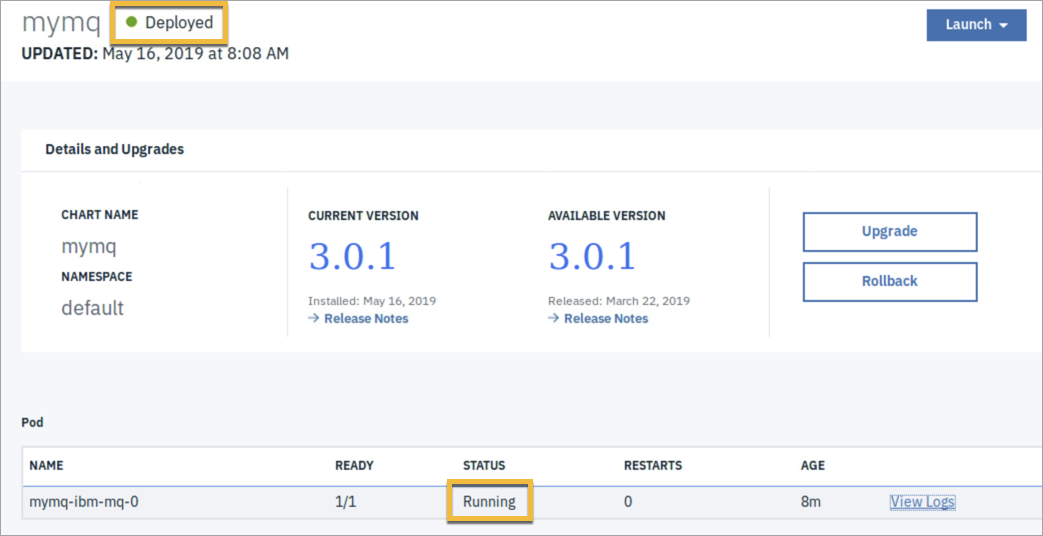 mymq Deployed Launch
UPDATED: May 16, 2019 at 8:08 AM
Details and Upgrades
CHART NAME
mymq
NAMESPACE
default
CURRENT VERSION
3.0.1
Installed: May 16, 2019
→ Release Notes
AVAILABLE VERSION
3.0.1
Released: March 22, 2019
→ Release Notes
Upgrade
Rollback
Pod
NAME READY STATUS RESTARTS AGE
mymq-ibm-mq-0 1/1 Running 0 8m View Logs